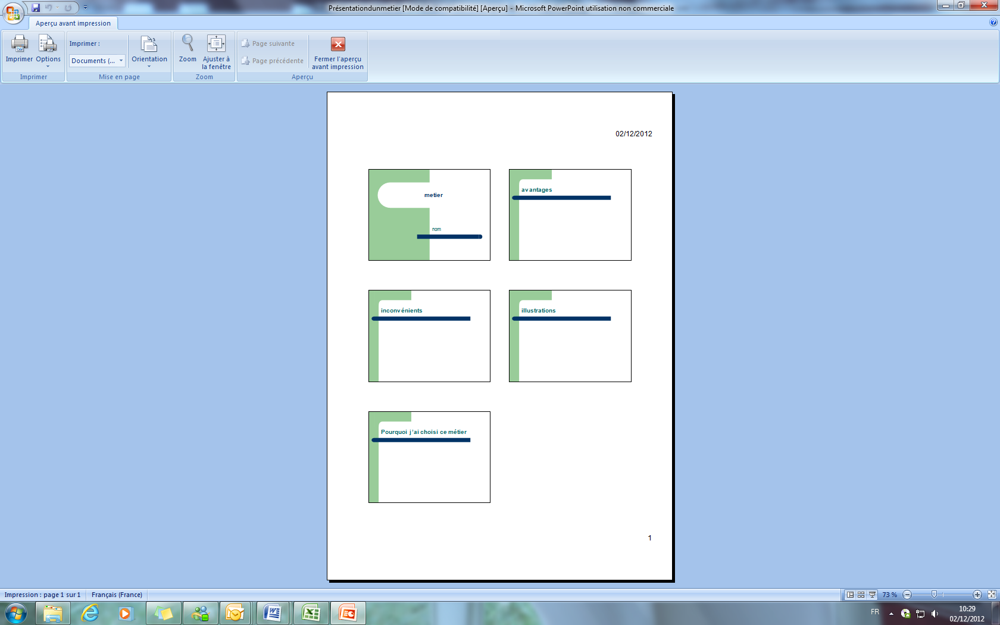 Présentationdunmetier [Mode de compatibilité] [Aperçu] - Microsoft PowerPoint utilisation non commerciale
Aperçu avant impression
Imprimer
Options
Imprimer :
Documents (...
Orientation
Zoom
Ajuster à
la fenêtre
Page suivante
Page précédente
Fermer l'aperçu
avant impression
Imprimer
Mise en page
Zoom
Aperçu
02/12/2012
metier
nom
avantages
inconvénients
illustrations
Pourquoi j'ai choisi ce métier
1
Impression : page 1 sur 1
Français (France)
73 %
FR
10:29
02/12/2012